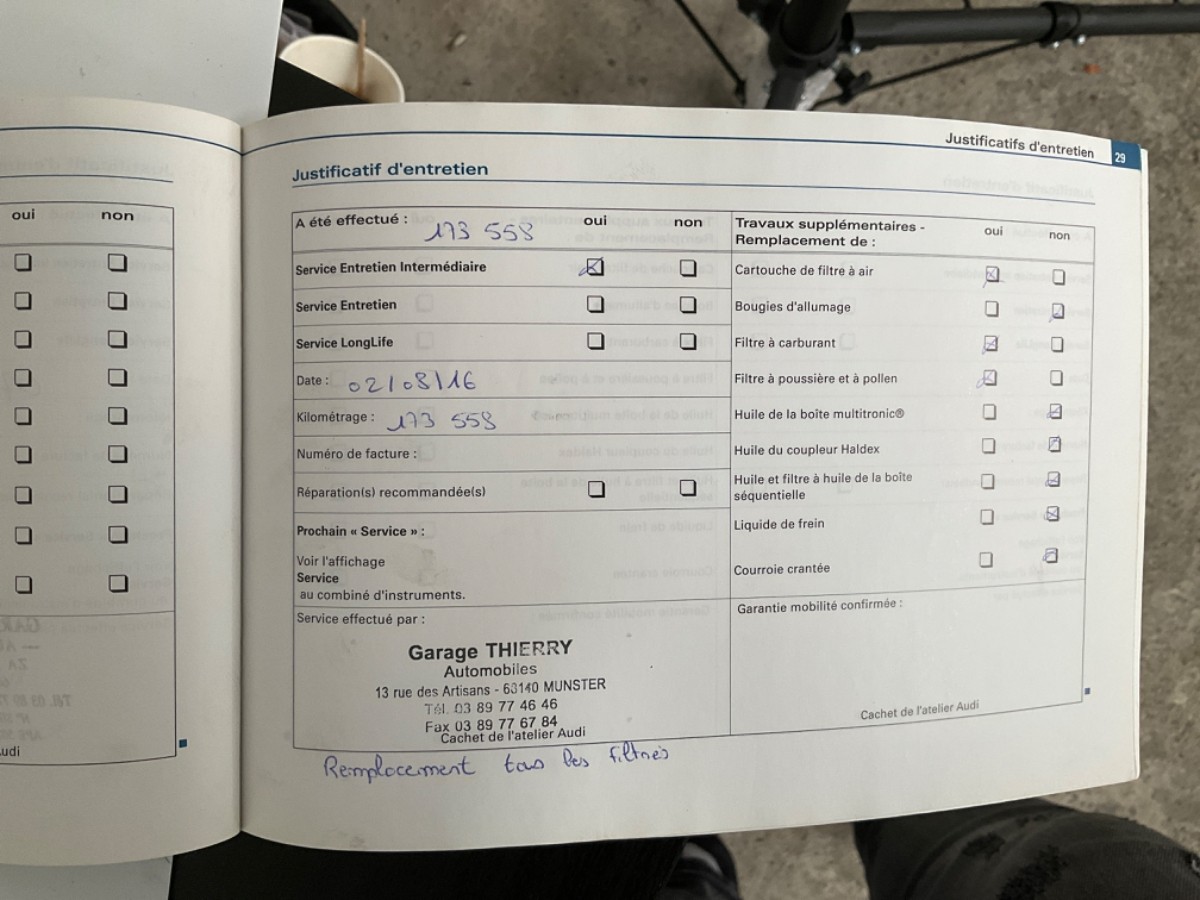 oui non
udi
Justificatifs d'entretien 29
Justificatif d'entretien
A été effectué : 173 558 oui non
Service Entretien Intermédiaire
Service Entretien
Service LongLife
Date : 02/08/16
Kilométrage : 173 558
Numéro de facture :
Réparation(s) recommandée(s)
Prochain « Service » :
Voir l'affichage
Service
au combiné d'instruments.
Service effectué par :
Garage THIERRY
Automobiles
13 rue des Artisans - 68140 MUNSTER
Tél. 03 89 77 46 46
Fax 03 89 77 67 84
Cachet de l'atelier Audi
Travaux supplémentaires - oui non
Remplacement de :
Cartouche de filtre à air
Bougies d'allumage
Filtre à carburant
Filtre à poussière et à pollen
Huile de la boîte multitronic®
Huile du coupleur Haldex
Huile et filtre à huile de la boîte
séquentielle
Liquide de frein
Courroie crantée
Garantie mobilité confirmée :
Cachet de l'atelier Audi
Remplacement tous les filtres